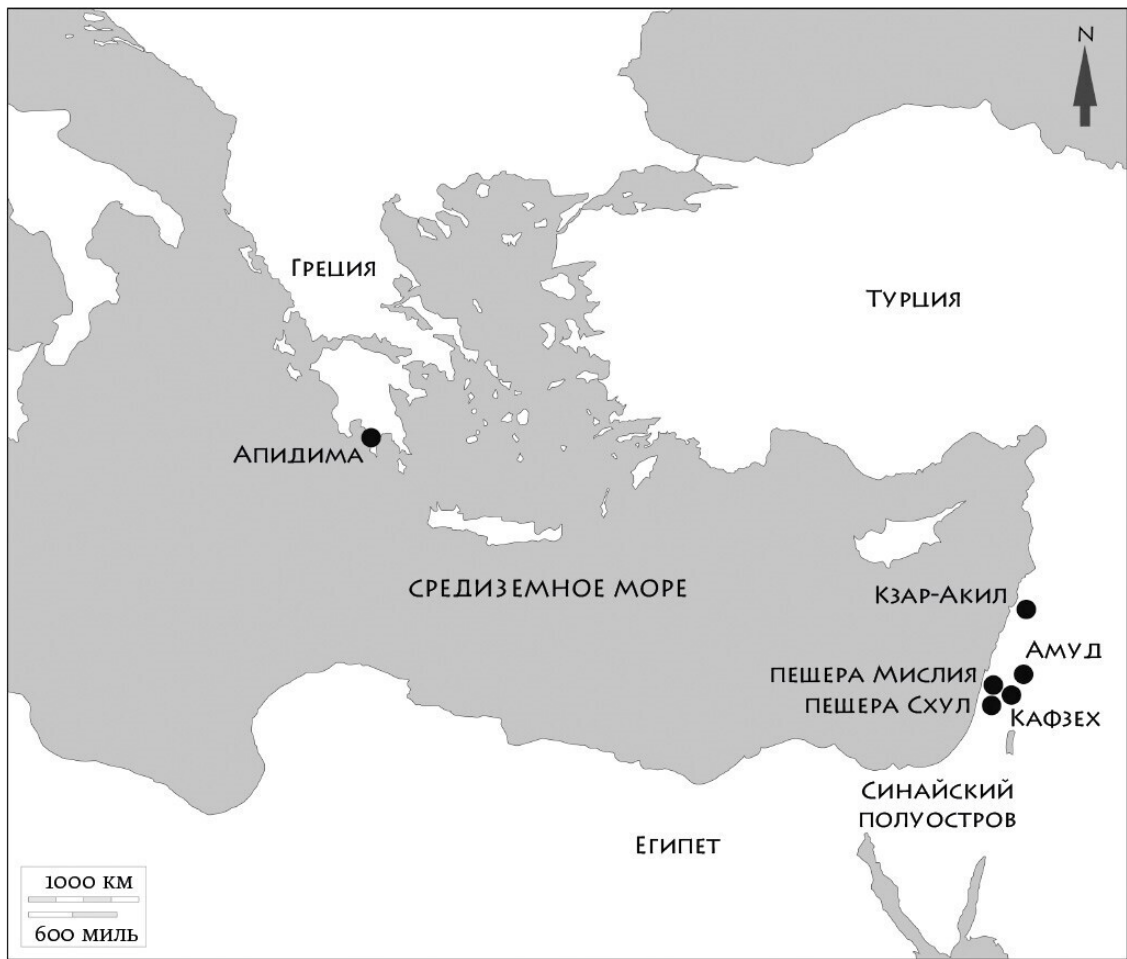 N
Греция
Турция
Апидима
Средиземное море
Кзар-Акил
Амуд
пещера Мислия
пещера Схул
Кафзех
Синайский
полуостров
Египет
1000 км
600 миль